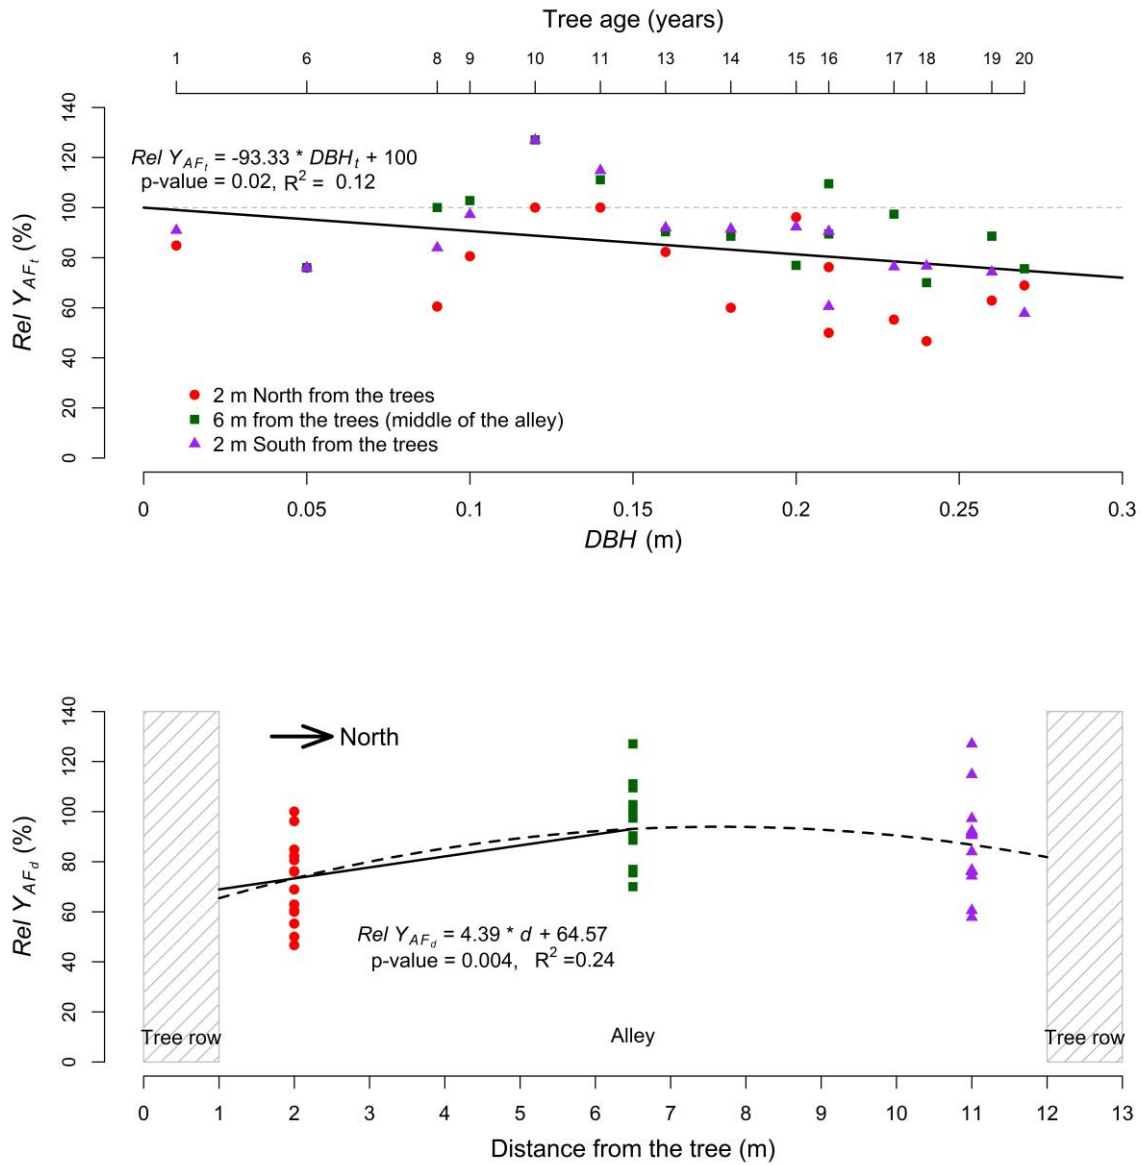 Tree age (years)
1 6 8 9 10 11 13 14 15 16 17 18 19 20
140
120
100
80
60
40
20
0
Rel Y_AF_t (%)
Rel Y_AF_t = -93.33 * DBH_t + 100
p-value = 0.02, R² = 0.12
2 m North from the trees
6 m from the trees (middle of the alley)
2 m South from the trees
0 0.05 0.1 0.15 0.2 0.25 0.3
DBH (m)
140
120
100
80
60
40
20
0
Rel Y_AF_d (%)
North
Rel Y_AF_d = 4.39 * d + 64.57
p-value = 0.004, R² =0.24
Tree row Alley Tree row
0 1 2 3 4 5 6 7 8 9 10 11 12 13
Distance from the tree (m)